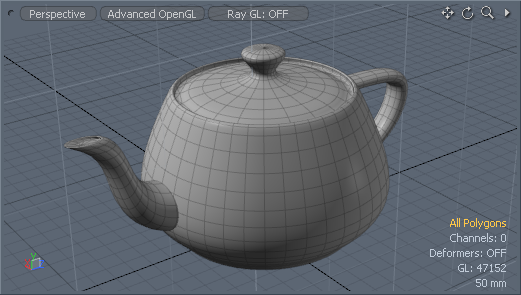 Perspective
Advanced OpenGL
Ray GL: OFF
All Polygons
Channels: 0
Deformers: OFF
GL: 47152
50 mm